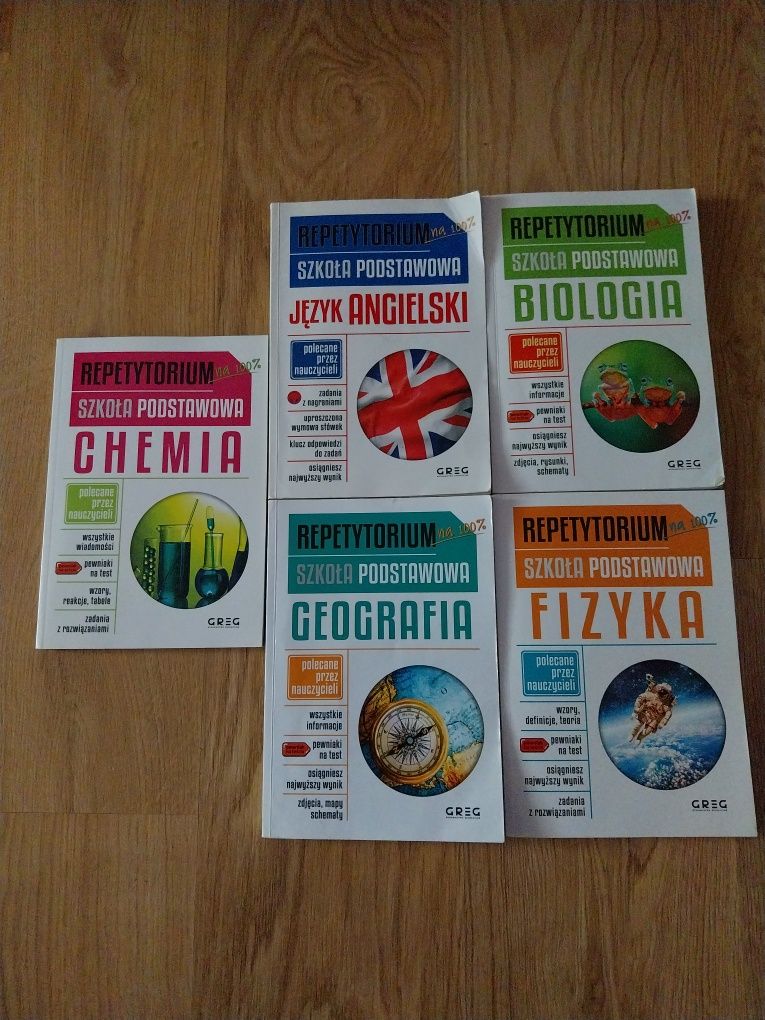 REPETYTORIUM na 100%
SZKOŁA PODSTAWOWA
CHEMIA
polecane
przez
nauczycieli
wszystkie
wiadomości
pewniaki
na test
wzory,
reakcje, tabele
zadania
z rozwiązaniami
GREG
REPETYTORIUM na 100%
SZKOŁA PODSTAWOWA
JĘZYK ANGIELSKI
polecane
przez
nauczycieli
zadania
z nagraniami
uproszczona
wymowa słówek
klucz odpowiedzi
do zadań
osiągniesz
najwyższy wynik
GREG
REPETYTORIUM na 100%
SZKOŁA PODSTAWOWA
BIOLOGIA
polecane
przez
nauczycieli
wszystkie
informacje
pewniaki
na test
osiągniesz
najwyższy wynik
zdjęcia, rysunki,
schematy
GREG
REPETYTORIUM na 100%
SZKOŁA PODSTAWOWA
GEOGRAFIA
polecane
przez
nauczycieli
wszystkie
informacje
pewniaki
na test
osiągniesz
najwyższy wynik
zdjęcia, mapy
schematy
GREG
REPETYTORIUM na 100%
SZKOŁA PODSTAWOWA
FIZYKA
polecane
przez
nauczycieli
wzory,
definicje, teoria
pewniaki
na test
osiągniesz
najwyższy wynik
zadania
z rozwiązaniami
GREG